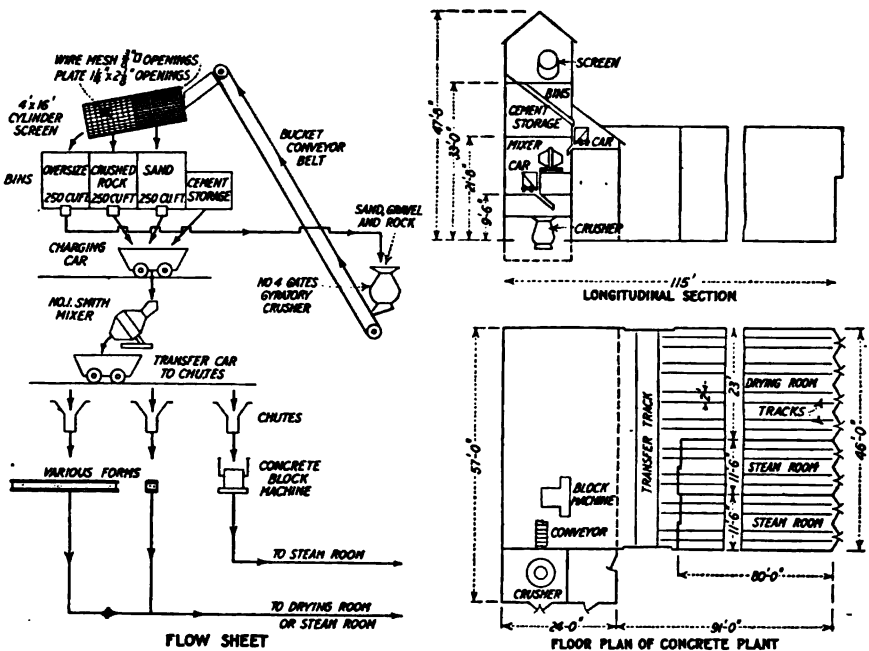 WIRE MESH ⅜"□ OPENINGS
PLATE 1¼" x 2⅜" OPENINGS
4'x16'
CYLINDER
SCREEN
BUCKET
CONVEYOR
BELT
BINS
OVERSIZE
250 CU FT.
CRUSHED
ROCK
250 CU FT
SAND
250 CU FT.
CEMENT
STORAGE
SAND, GRAVEL
AND ROCK
CHARGING
CAR
NO 4 GATES
GYRATORY
CRUSHER
NO.1. SMITH
MIXER
TRANSFER CAR
TO CHUTES
CHUTES
VARIOUS FORMS
CONCRETE
BLOCK
MACHINE
TO STEAM ROOM
TO DRYING ROOM
OR STEAM ROOM
FLOW SHEET
SCREEN
BINS
CEMENT
STORAGE
MIXER
CAR
CAR
CRUSHER
47'-8"
33'-0"
21'-8"
9'-6"
115'
LONGITUDINAL SECTION
57'-0"
TRANSFER TRACK
2'
23'
DRYING ROOM
TRACKS
46'-0"
11'-6"
STEAM ROOM
11'-6"
STEAM ROOM
BLOCK
MACHINE
CONVEYOR
CRUSHER
80'-0"
24'-0"
91'-0"
FLOOR PLAN OF CONCRETE PLANT